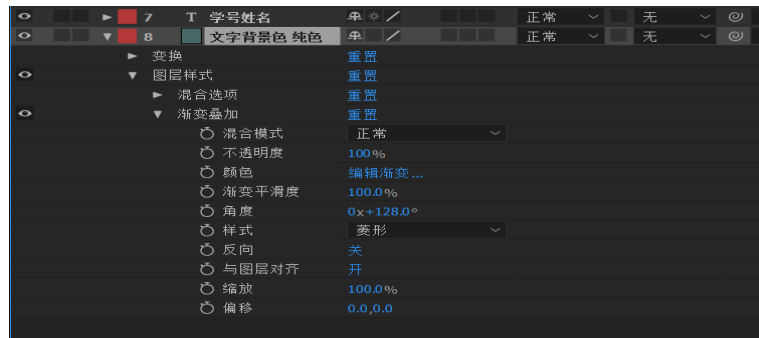 7 T 学号姓名 正常 无
8 文字背景色 纯色 正常 无
变换 重置
图层样式 重置
混合选项 重置
渐变叠加 重置
混合模式 正常
不透明度 100%
颜色 编辑渐变...
渐变平滑度 100.0%
角度 0x+128.0°
样式 菱形
反向 关
与图层对齐 开
缩放 100.0%
偏移 0.0,0.0